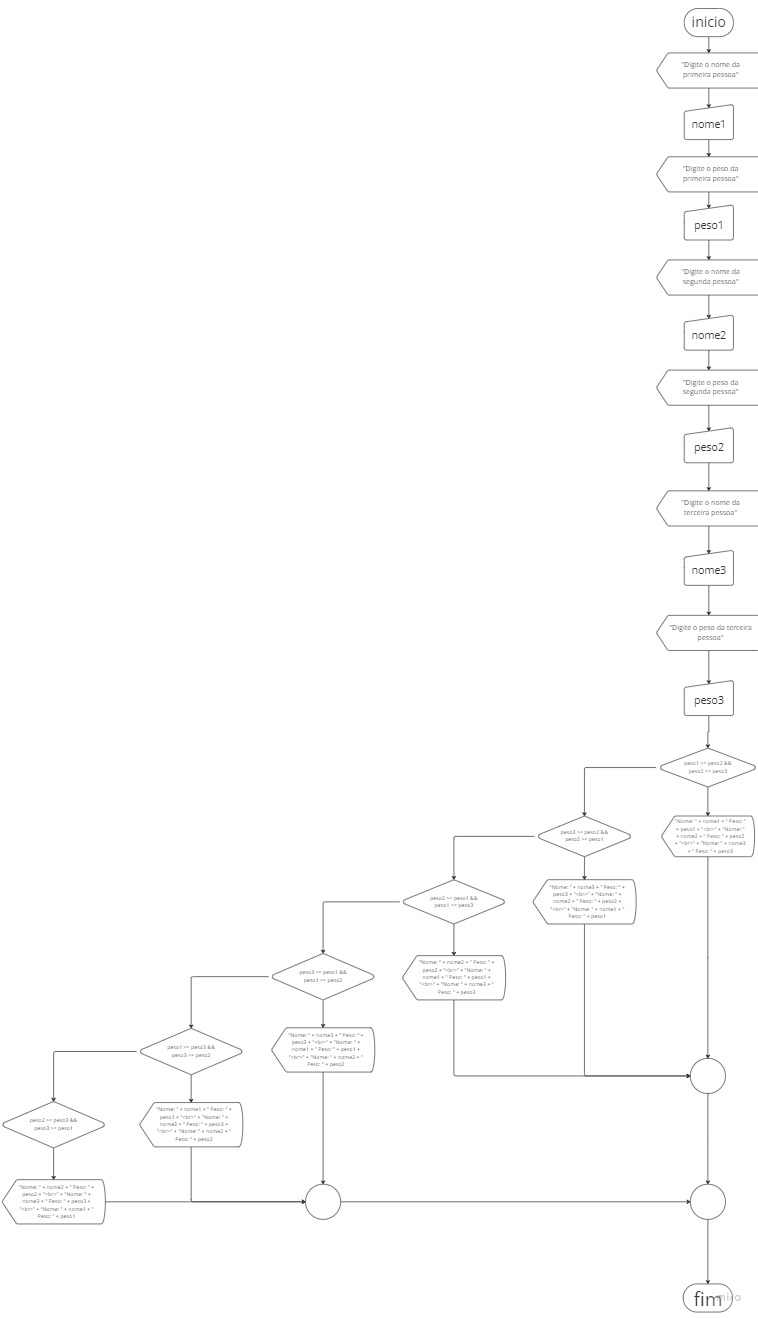 inicio
"Digite o nome da
primeira pessoa"
nome1
"Digite o peso da
primeira pessoa"
peso1
"Digite o nome da
segunda pessoa"
nome2
"Digite o peso da
segunda pessoa"
peso2
"Digite o nome da
terceira pessoa"
nome3
"Digite o peso da terceira
pessoa"
peso3
peso1 >= peso2 &&
peso2 >= peso3
"Nome: " + nome1 + " Peso: "
+ peso1 + "<br>" + "Nome: "
+ nome2 + " Peso: " + peso2
+ "<br>" + "Nome: " + nome3
+ " Peso: " + peso3
peso3 >= peso2 &&
peso2 >= peso1
"Nome: " + nome3 + " Peso: " +
peso3 + "<br>" + "Nome: " +
nome2 + " Peso: " + peso2 +
"<br>" + "Nome: " + nome1 + "
Peso: " + peso1
peso2 >= peso1 &&
peso1 >= peso3
"Nome: " + nome2 + " Peso: " +
peso2 + "<br>" + "Nome: " +
nome1 + " Peso: " + peso1 +
"<br>" + "Nome: " + nome3 + "
Peso: " + peso3
peso3 >= peso1 &&
peso1 >= peso2
"Nome: " + nome3 + " Peso: " +
peso3 + "<br>" + "Nome: " +
nome1 + " Peso: " + peso1 +
"<br>" + "Nome: " + nome2 + "
Peso: " + peso2
peso1 >= peso3 &&
peso3 >= peso2
"Nome: " + nome1 + " Peso: " +
peso1 + "<br>" + "Nome: " +
nome3 + " Peso: " + peso3 +
"<br>" + "Nome: " + nome2 + "
Peso: " + peso2
peso2 >= peso3 &&
peso3 >= peso1
"Nome: " + nome2 + " Peso: " +
peso2 + "<br>" + "Nome: " +
nome3 + " Peso: " + peso3 +
"<br>" + "Nome: " + nome1 + "
Peso: " + peso1
fim
miro